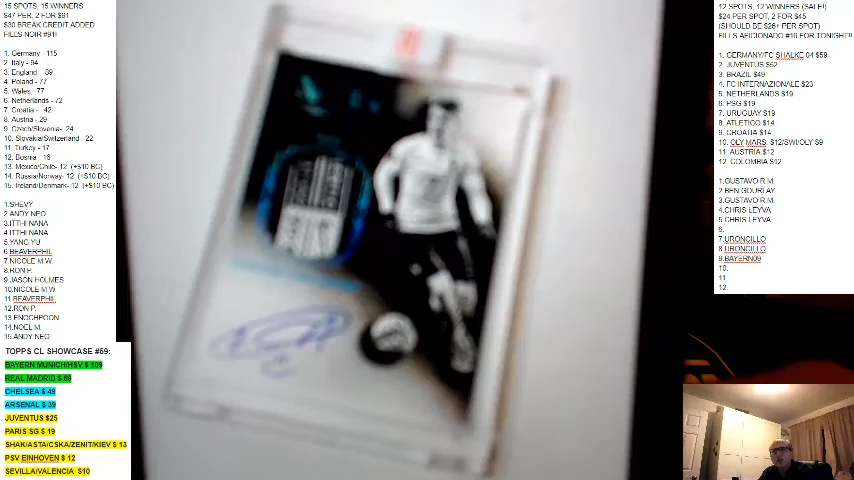 15 SPOTS, 15 WINNERS
$47 PER, 2 FOR $91
$30 BREAK CREDIT ADDED
FILLS NOIR #91!
1. Germany - 115
2. Italy - 94
3. England - 89
4. Poland - 77
5. Wales - 77
6. Netherlands - 72
7. Croatia - 42
8. Austria - 29
9. Czech/Slovenia- 24
10. Slovakia/Switzerland - 22
11. Turkey - 17
12. Bosnia - 16
13. Mexico/Chile- 12 (+$10 BC)
14. Russia/Norway- 12 (+$10 BC)
15. Ireland/Denmark- 12 (+$10 BC)
1.SHEVY
2 ANDY NEO
3.ITTHI NANA
4 ITTHI NANA
5.YANG YU
6.BEAVERPHIL
7.NICOLE M.W.
8.RON P.
9.JASON HOLMES
10.NICOLE M.W
11 BEAVERPHIL
12.RON P.
13 ENOCHPOON
14.NOEL M.
15.ANDY NEO
TOPPS CL SHOWCASE #59:
BAYERN MUNICH/HSV $ 109
REAL MADRID $ 89
CHELSEA $ 49
ARSENAL $ 39
JUVENTUS $25
PARIS SG $ 19
SHAK/ASTA/CSKA/ZENIT/KIEV $ 13
PSV EINHOVEN $ 12
SEVILLA/VALENCIA $10
12 SPOTS, 12 WINNERS (SALE!)
$24 PER SPOT, 2 FOR $45
(SHOULD BE $26+ PER SPOT)
FILLS AFICIONADO #16 FOR TONIGHT!!
1. GERMANY/FC SHALKE 04 $59
2. JUVENTUS $52
3. BRAZIL $49
4. FC INTERNAZIONALE $23
5. NETHERLANDS $19
6. PSG $19
7. URUGUAY $19
8. ATLETICO $14
9. CROATIA $14
10. OLY MARS. $12/SWI/OLY $9
11. AUSTRIA $12
12. COLOMBIA $12
1.GUSTAVO R.M.
2 BEN GOURLAY
3.GUSTAVO R.M.
4.CHRIS LEYVA
5 CHRIS LEYVA
6.
7.URONCILLO
8 URONCILLO
9.BAYERN09
10.
11
12.